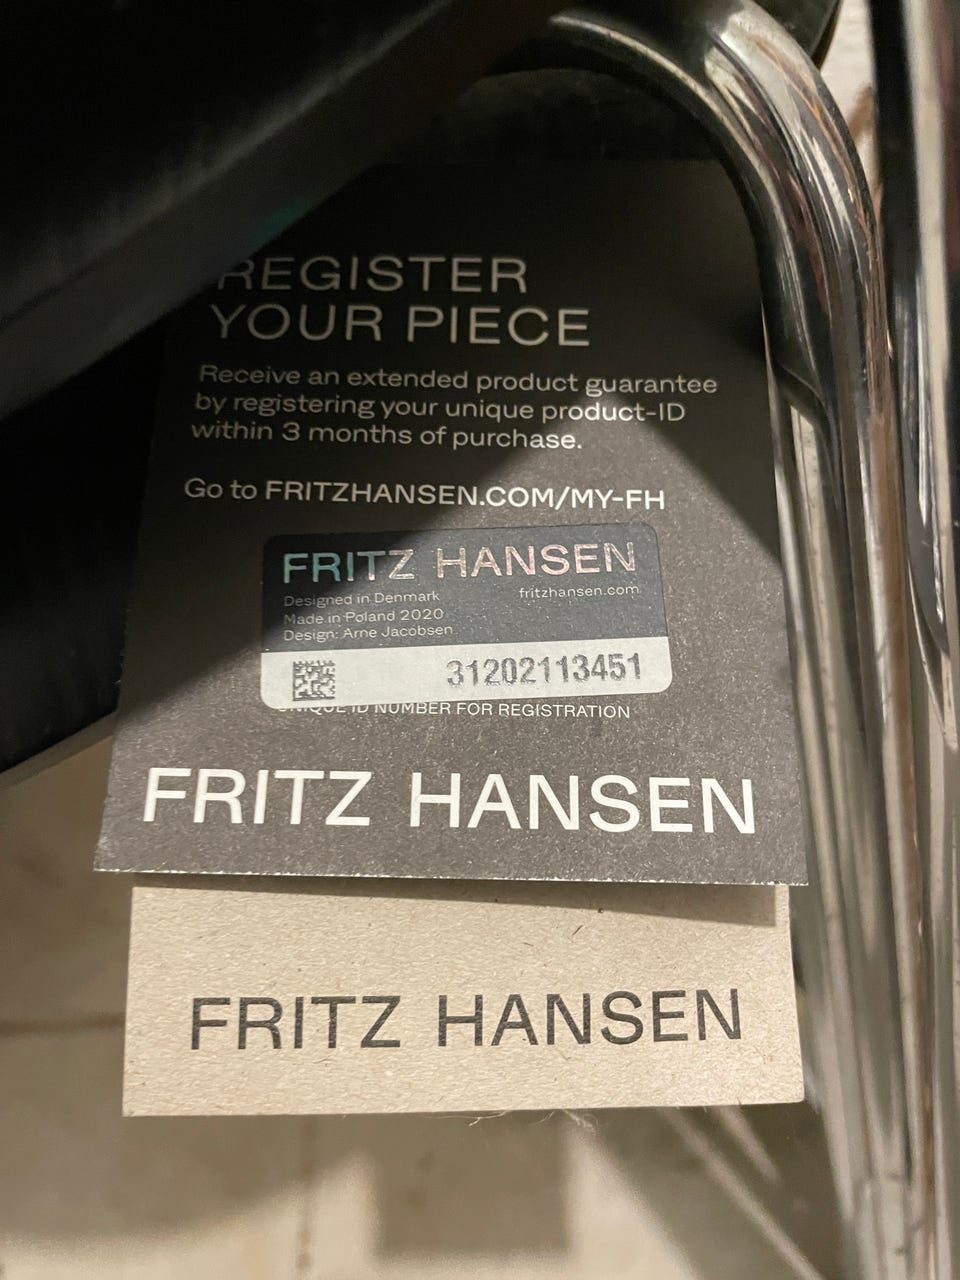 REGISTER
YOUR PIECE
Receive an extended product guarantee
by registering your unique product-ID
within 3 months of purchase.
Go to FRITZHANSEN.COM/MY-FH
FRITZ HANSEN
Designed in Denmark fritzhansen.com
Made in Poland 2020
Design: Arne Jacobsen
31202113451
UNIQUE ID NUMBER FOR REGISTRATION
FRITZ HANSEN
FRITZ HANSEN